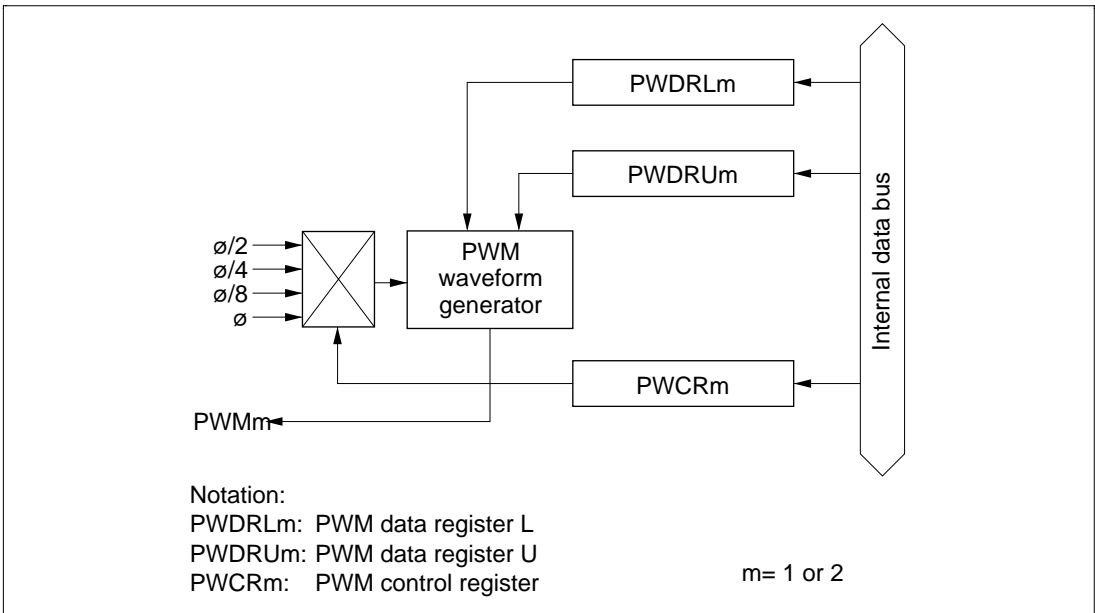 PWDRLm
PWDRUm
Internal data bus
ø/2
ø/4
ø/8
ø
PWM
waveform
generator
PWCRm
PWMm
Notation:
PWDRLm: PWM data register L
PWDRUm: PWM data register U
PWCRm: PWM control register
m= 1 or 2